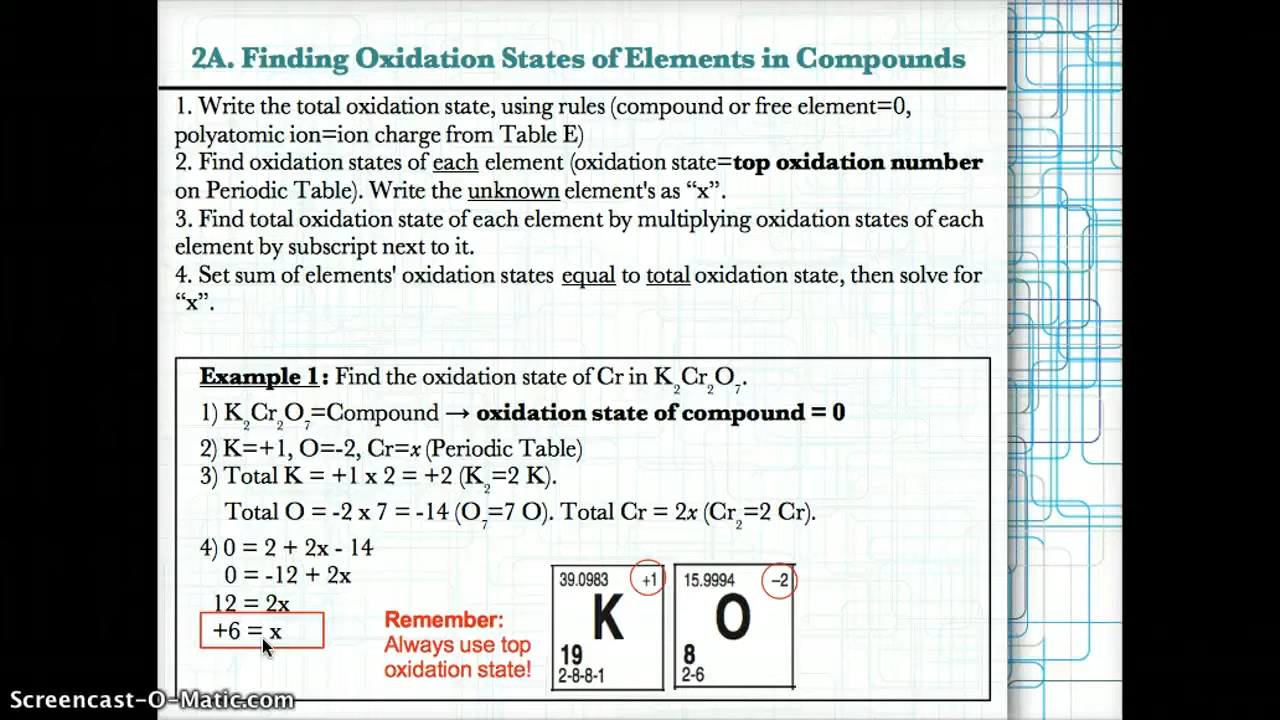 2A. Finding Oxidation States of Elements in Compounds
1. Write the total oxidation state, using rules (compound or free element=0,
polyatomic ion=ion charge from Table E)
2. Find oxidation states of each element (oxidation state=top oxidation number
on Periodic Table). Write the unknown element's as “x”.
3. Find total oxidation state of each element by multiplying oxidation states of each
element by subscript next to it.
4. Set sum of elements' oxidation states equal to total oxidation state, then solve for
“x”.
Example 1: Find the oxidation state of Cr in K₂Cr₂O₇.
1) K₂Cr₂O₇=Compound → oxidation state of compound = 0
2) K=+1, O=-2, Cr=x (Periodic Table)
3) Total K = +1 x 2 = +2 (K₂=2 K).
Total O = -2 x 7 = -14 (O₇=7 O). Total Cr = 2x (Cr₂=2 Cr).
4) 0 = 2 + 2x - 14
0 = -12 + 2x
12 = 2x
+6 = x
Remember:
Always use top
oxidation state!
39.0983 +1
K
19
2-8-8-1
15.9994 −2
O
8
2-6
Screencast-O-Matic.com